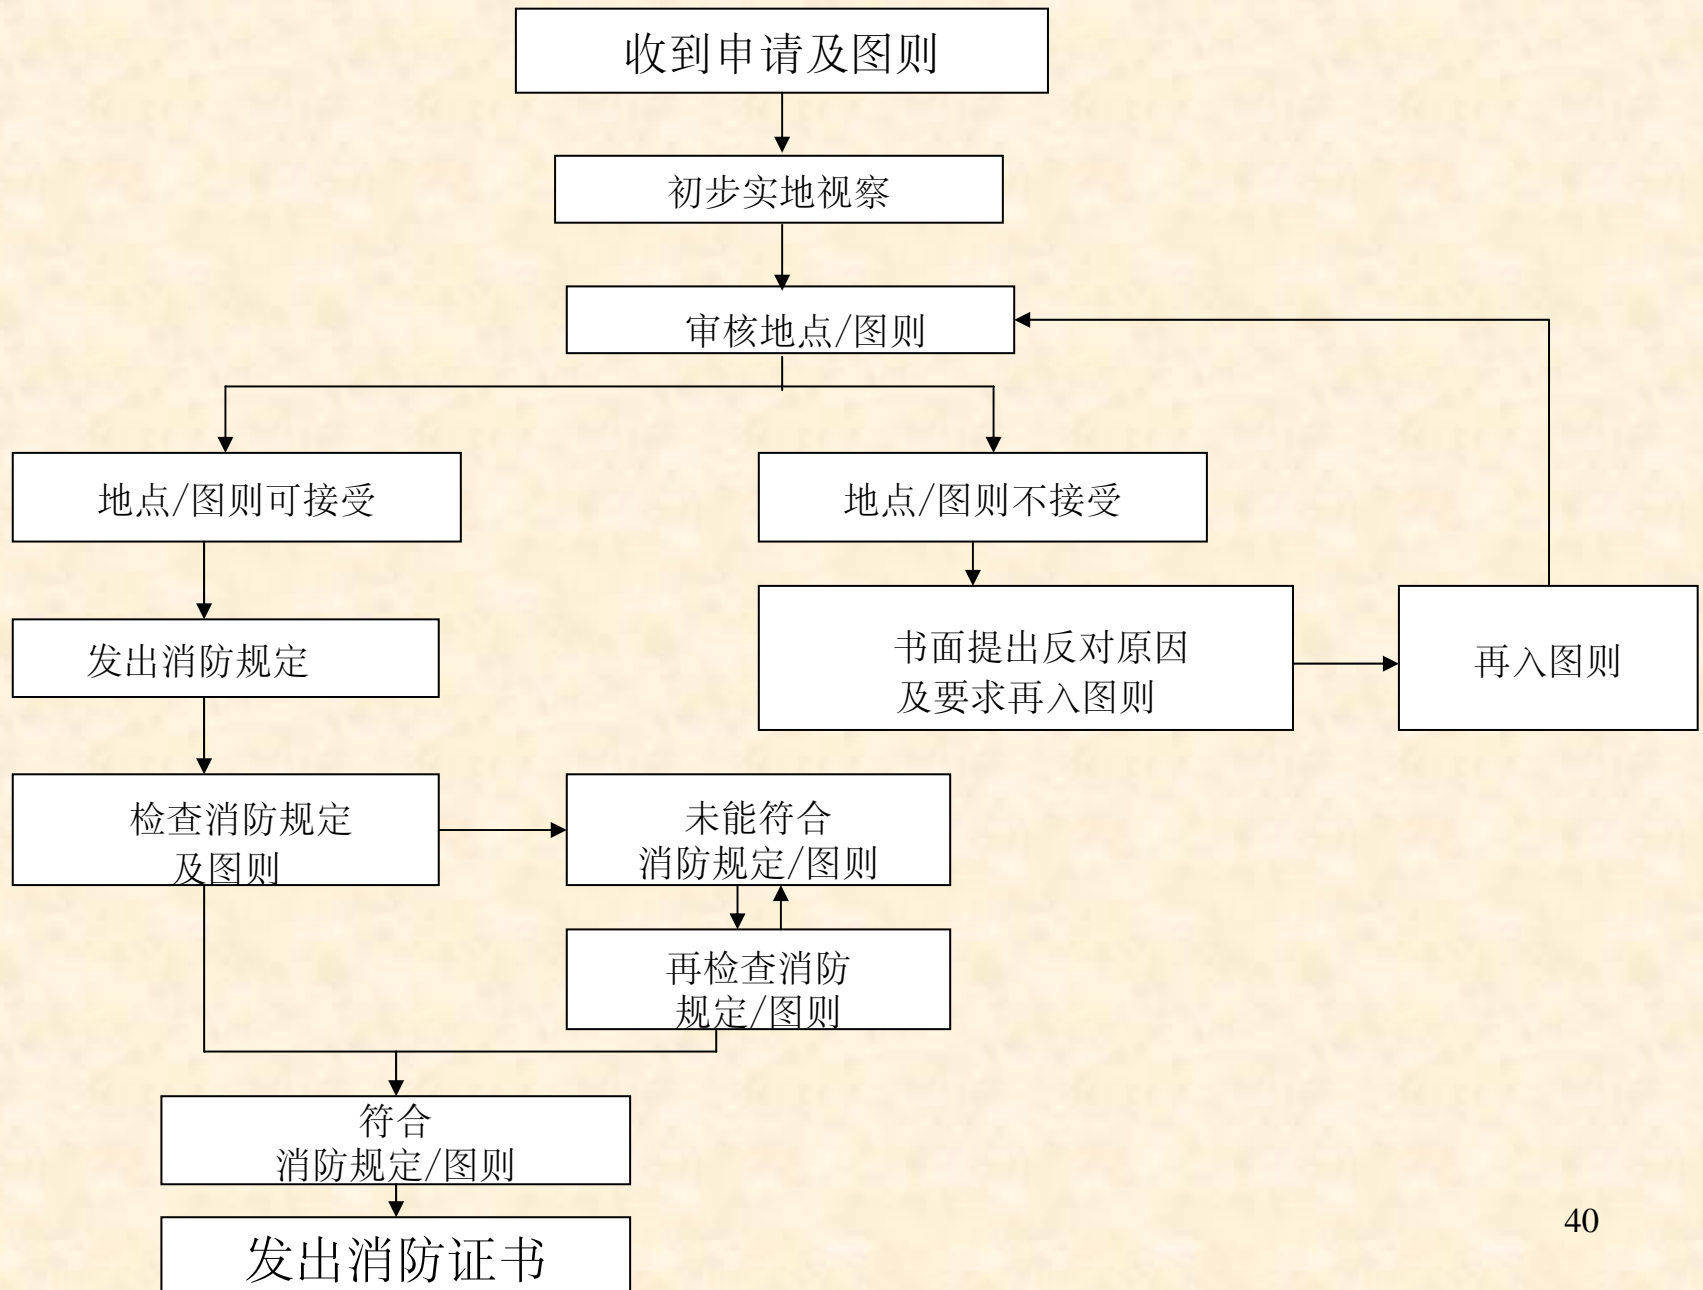 收到申请及图则
初步实地视察
审核地点/图则
地点/图则可接受
地点/图则不接受
发出消防规定
书面提出反对原因
及要求再入图则
再入图则
检查消防规定
及图则
未能符合
消防规定/图则
再检查消防
规定/图则
符合
消防规定/图则
发出消防证书
40